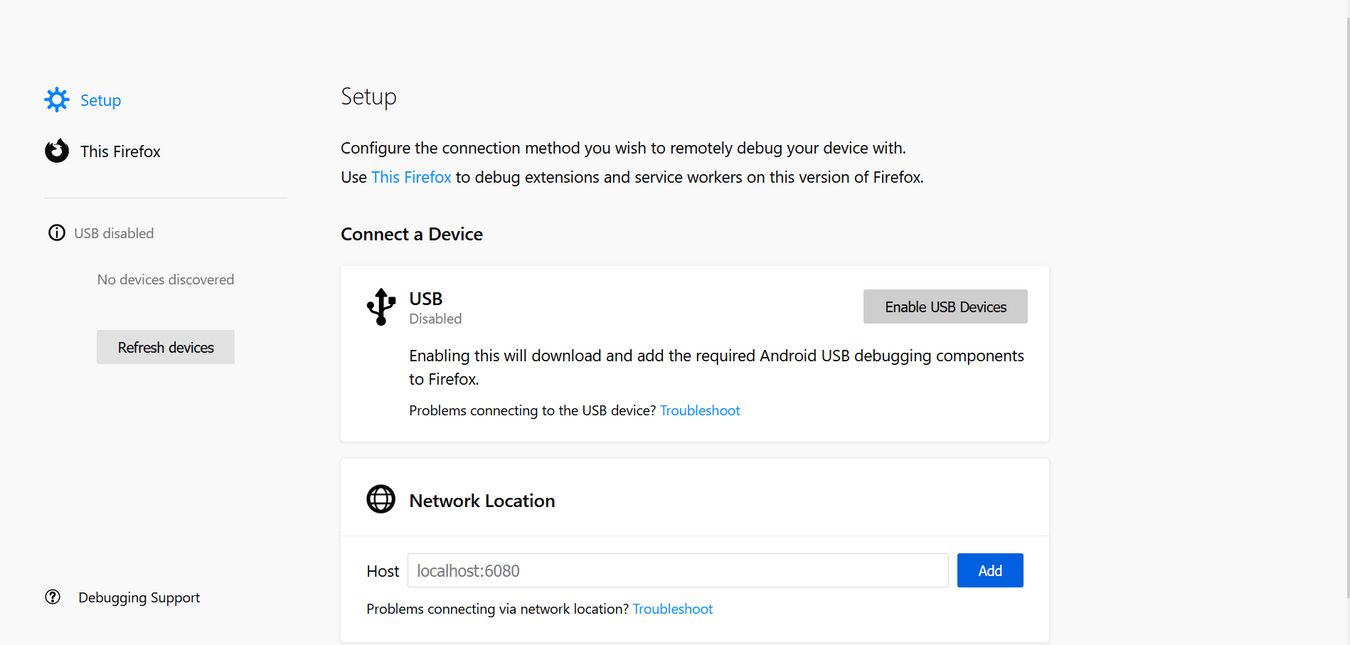 Setup
This Firefox
USB disabled
No devices discovered
Refresh devices
Debugging Support
Setup
Configure the connection method you wish to remotely debug your device with.
Use This Firefox to debug extensions and service workers on this version of Firefox.
Connect a Device
USB
Disabled
Enable USB Devices
Enabling this will download and add the required Android USB debugging components
to Firefox.
Problems connecting to the USB device? Troubleshoot
Network Location
Host localhost:6080 Add
Problems connecting via network location? Troubleshoot